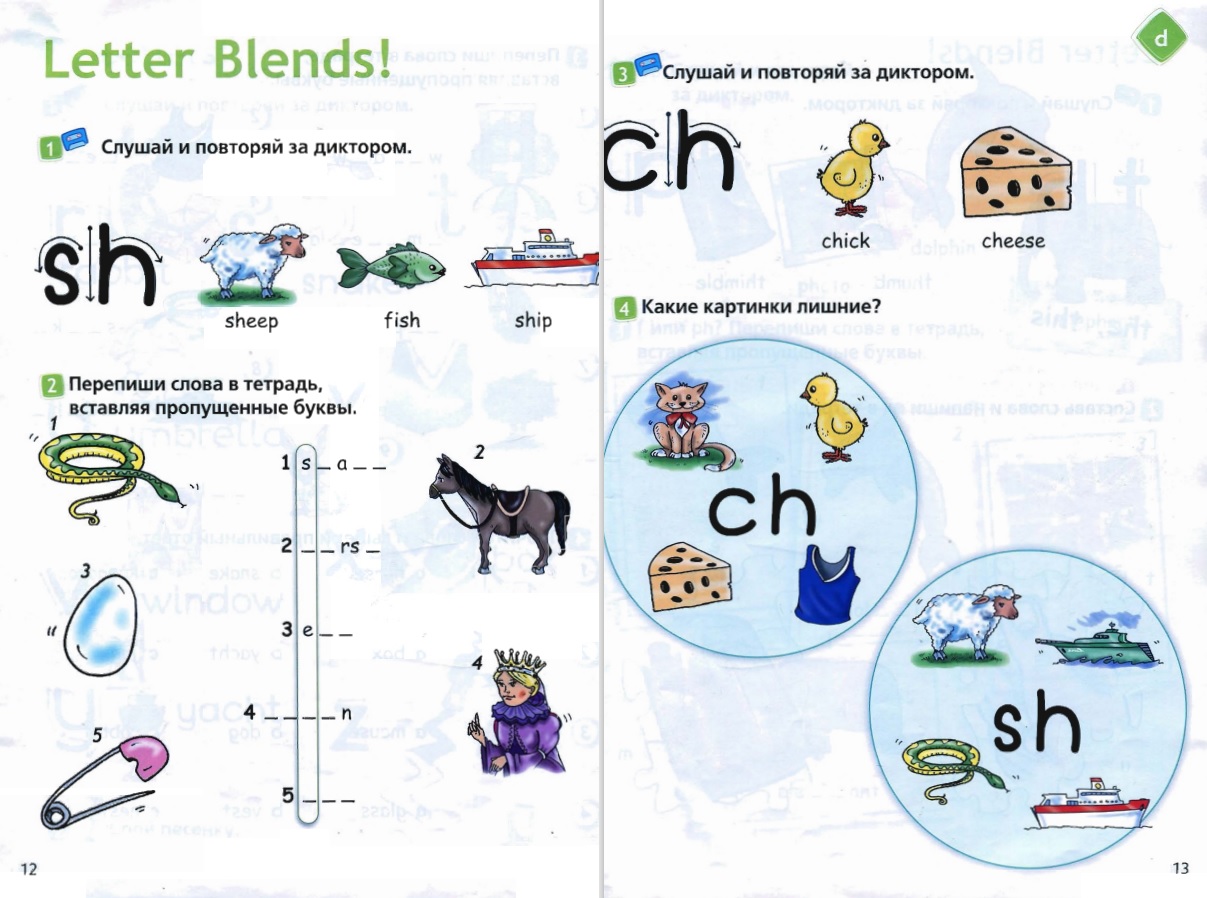 Letter Blends!
1 Слушай и повторяй за диктором.
sh
sheep fish ship
2 Перепиши слова в тетрадь,
вставляя пропущенные буквы.
1
2
3
4
5
1 s _ a _ _
2 _ _ rs _
3 e _ _
4 _ _ _ _ n
5 _ _ _
12
d
3 Слушай и повторяй за диктором.
ch
chick cheese
4 Какие картинки лишние?
ch
sh
13